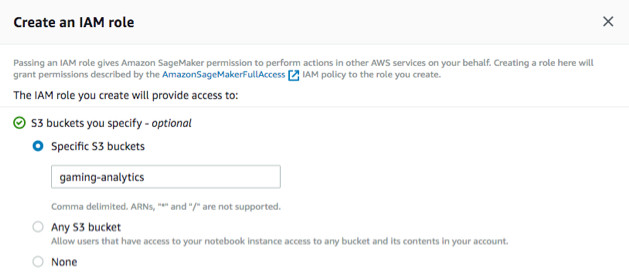 Create an IAM role
Passing an IAM role gives Amazon SageMaker permission to perform actions in other AWS services on your behalf. Creating a role here will
grant permissions described by the AmazonSageMakerFullAccess IAM policy to the role you create.
The IAM role you create will provide access to:
S3 buckets you specify - optional
Specific S3 buckets
gaming-analytics
Comma delimited. ARNs, "*" and "/" are not supported.
Any S3 bucket
Allow users that have access to your notebook instance access to any bucket and its contents in your account.
None